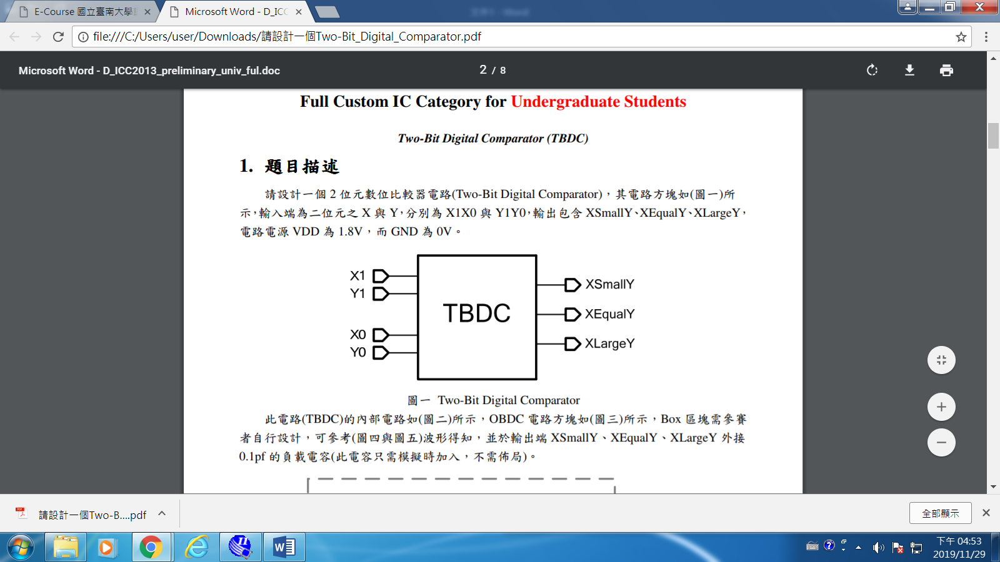 E-Course 國立臺南大學
Microsoft Word - D_ICC
file:///C:/Users/user/Downloads/請設計一個Two-Bit_Digital_Comparator.pdf
Microsoft Word - D_ICC2013_preliminary_univ_ful.doc
2 / 8
Full Custom IC Category for Undergraduate Students
Two-Bit Digital Comparator (TBDC)
1. 題目描述
請設計一個 2 位元數位比較器電路(Two-Bit Digital Comparator)，其電路方塊如(圖一)所
示，輸入端為二位元之 X 與 Y，分別為 X1X0 與 Y1Y0，輸出包含 XSmallY、XEqualY、XLargeY，
電路電源 VDD 為 1.8V，而 GND 為 0V。
X1
Y1
X0
Y0
TBDC
XSmallY
XEqualY
XLargeY
圖一 Two-Bit Digital Comparator
此電路(TBDC)的內部電路如(圖二)所示，OBDC 電路方塊如(圖三)所示，Box 區塊需參賽
者自行設計，可參考(圖四與圖五)波形得知，並於輸出端 XSmallY、XEqualY、XLargeY 外接
0.1pf 的負載電容(此電容只需模擬時加入，不需佈局)。
請設計一個Two-B....pdf
全部顯示
下午 04:53
2019/11/29